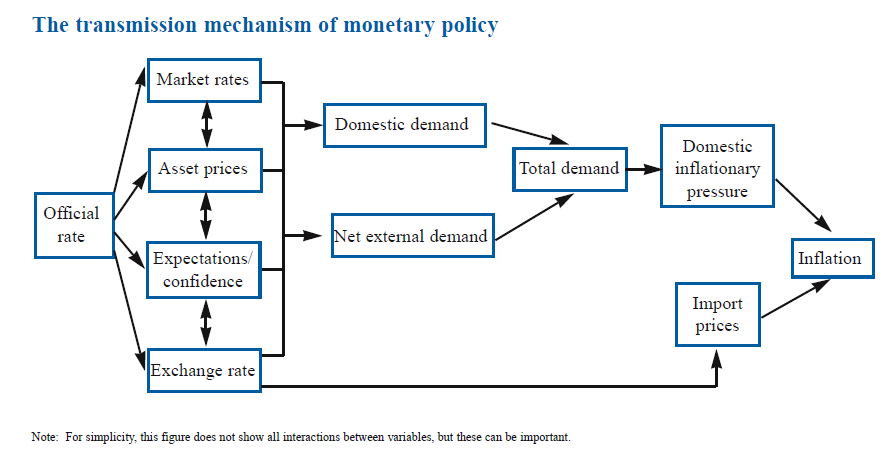 The transmission mechanism of monetary policy
Market rates
Asset prices
Official
rate
Expectations/
confidence
Exchange rate
Domestic demand
Net external demand
Total demand
Domestic
inflationary
pressure
Import
prices
Inflation
Note: For simplicity, this figure does not show all interactions between variables, but these can be important.